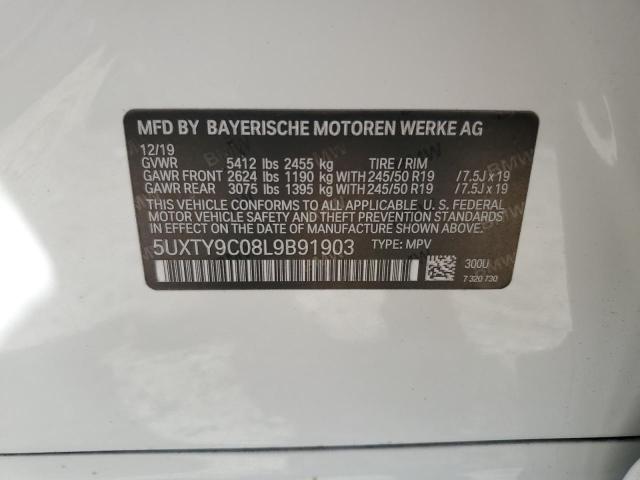 MFD BY BAYERISCHE MOTOREN WERKE AG
12/19
GVWR 5412 lbs 2455 kg TIRE / RIM
GAWR FRONT 2624 lbs 1190 kg WITH 245/50 R19 / 7.5J x 19
GAWR REAR 3075 lbs 1395 kg WITH 245/50 R19 / 7.5J x 19
THIS VEHICLE CONFORMS TO ALL APPLICABLE U. S. FEDERAL
MOTOR VEHICLE SAFETY AND THEFT PREVENTION STANDARDS
IN EFFECT ON THE DATE OF MANUFACTURE SHOWN ABOVE.
5UXTY9C08L9B91903 TYPE: MPV
300U
7 320 730